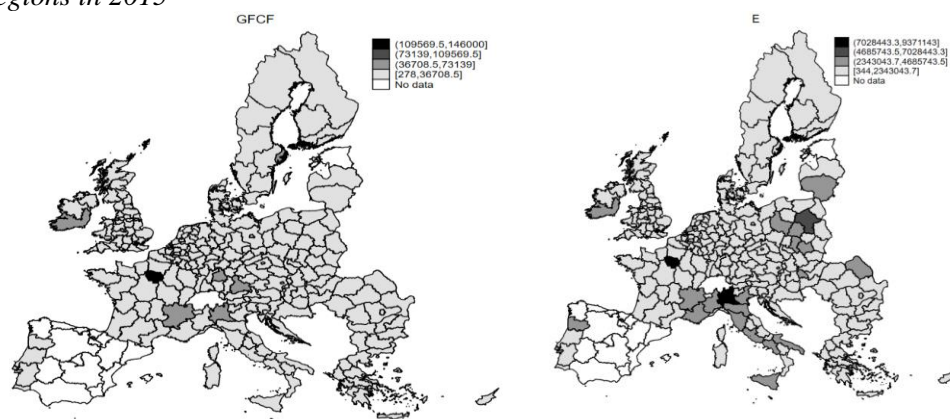 egions in 2015
GFCF
(109569.5,146000]
(73139,109569.5]
(36708.5,73139]
[278,36708.5]
No data
E
(7028443.3,9371143]
(4685743.5,7028443.3]
(2343043.7,4685743.5]
[344,2343043.7]
No data